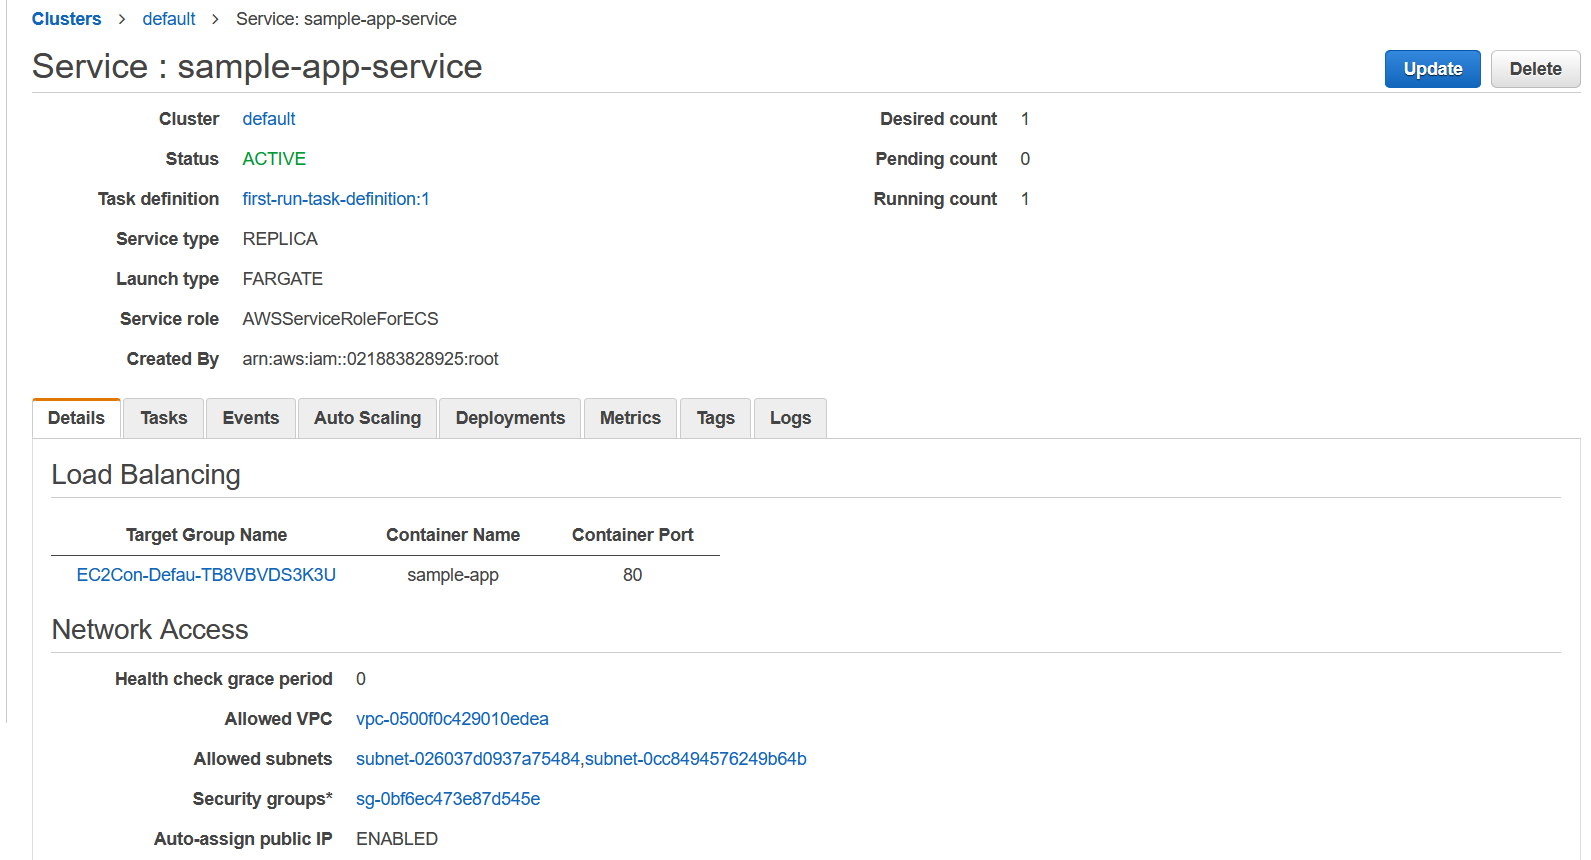 Clusters > default > Service: sample-app-service
Service : sample-app-service
Update Delete
Cluster default
Desired count 1
Status ACTIVE
Pending count 0
Task definition first-run-task-definition:1
Running count 1
Service type REPLICA
Launch type FARGATE
Service role AWSServiceRoleForECS
Created By arn:aws:iam::021883828925:root
Details Tasks Events Auto Scaling Deployments Metrics Tags Logs
Load Balancing
Target Group Name Container Name Container Port
EC2Con-Defau-TB8VBVDS3K3U sample-app 80
Network Access
Health check grace period 0
Allowed VPC vpc-0500f0c429010edea
Allowed subnets subnet-026037d0937a75484,subnet-0cc8494576249b64b
Security groups* sg-0bf6ec473e87d545e
Auto-assign public IP ENABLED